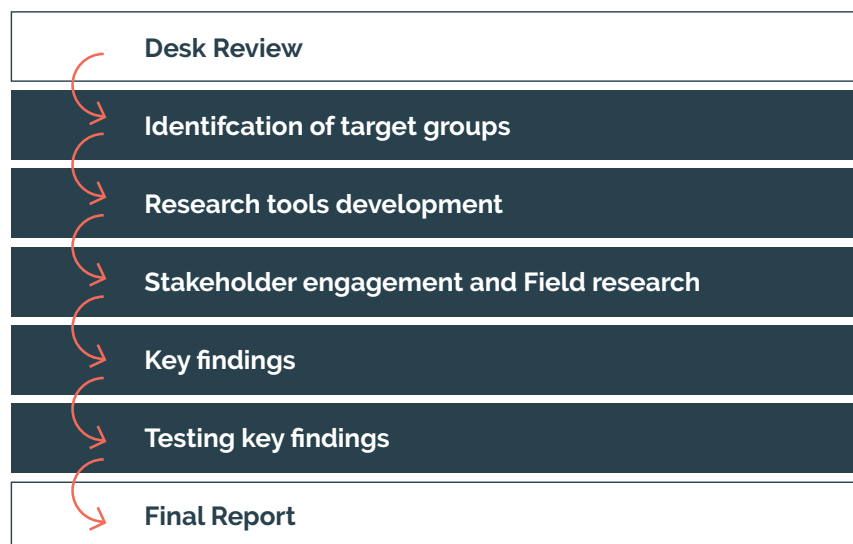 Desk Review
Identifcation of target groups
Research tools development
Stakeholder engagement and Field research
Key findings
Testing key findings
Final Report